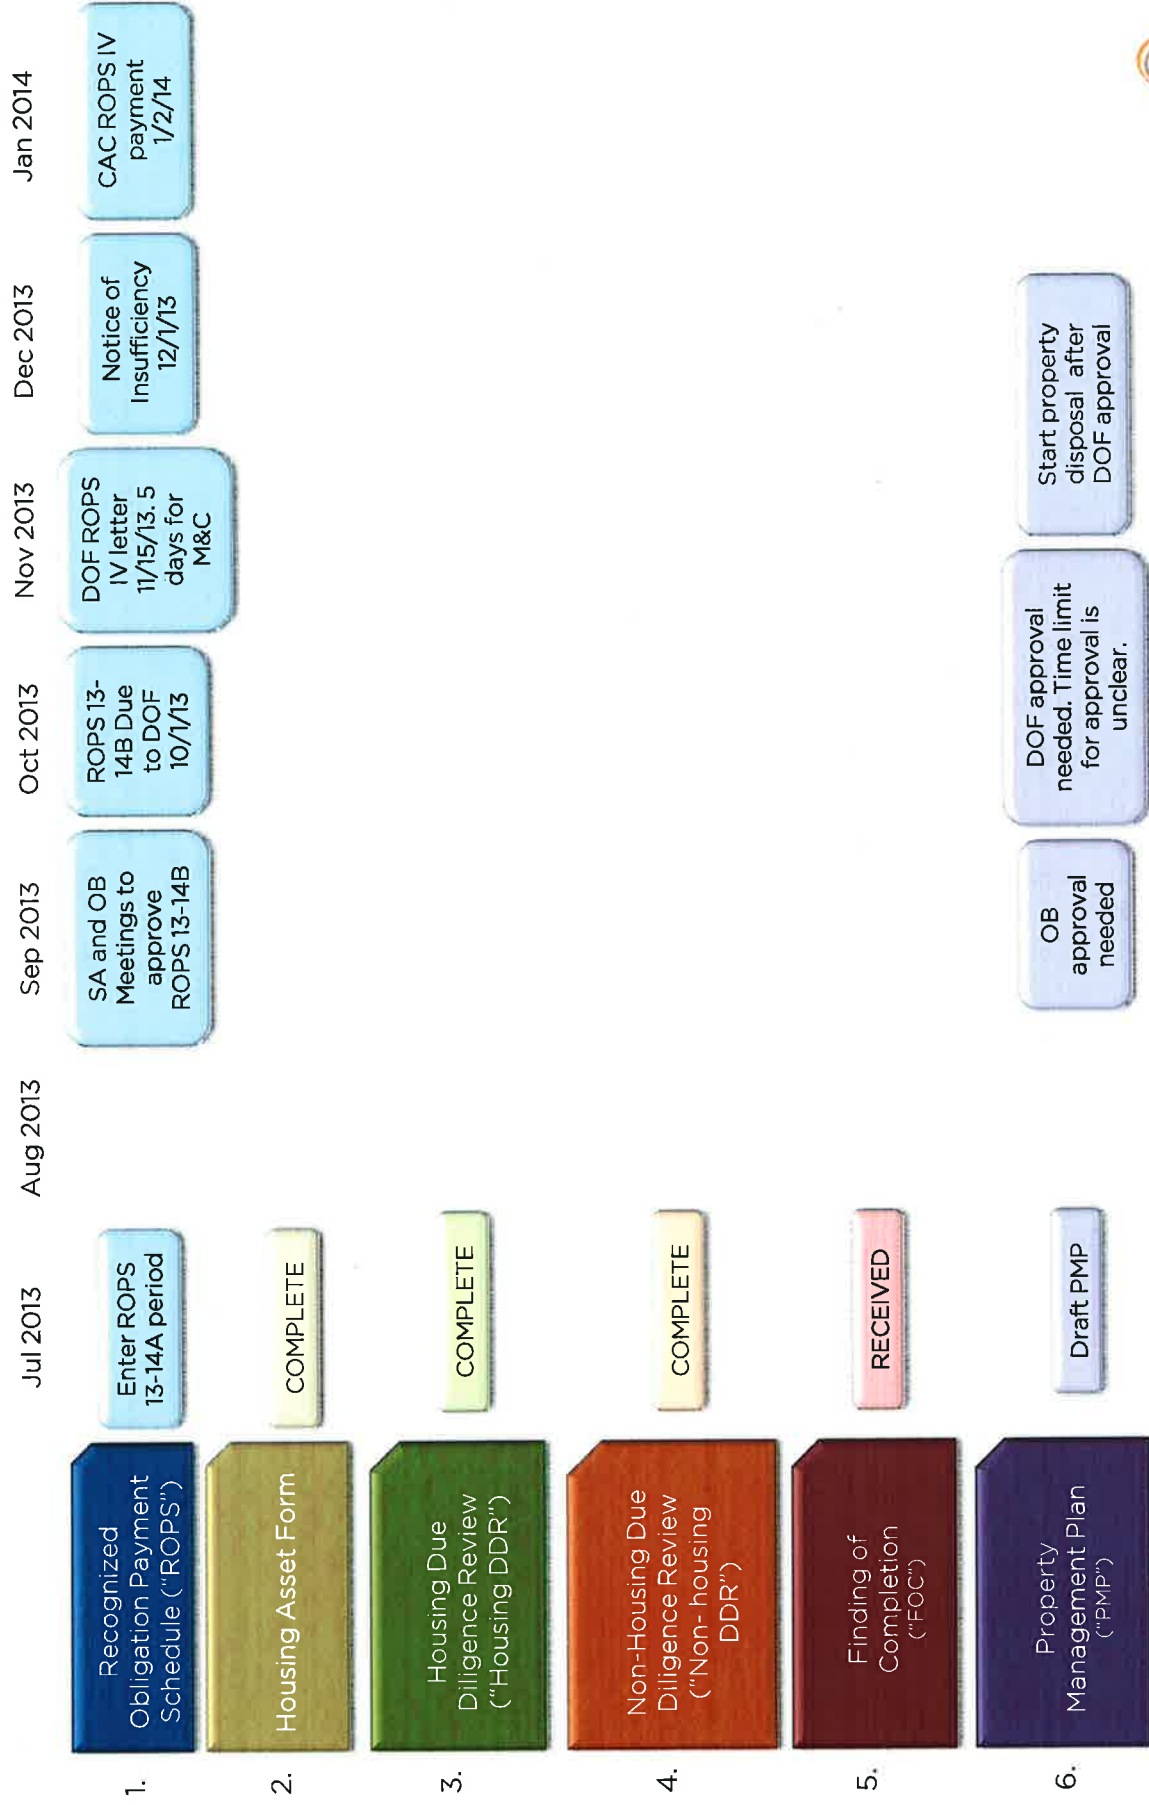 Jul 2013
Aug 2013
Sep 2013
Oct 2013
Nov 2013
Dec 2013
Jan 2014
1.
Recognized
Obligation Payment
Schedule ("ROPS")
Enter ROPS
13-14A period
SA and OB
Meetings to
approve
ROPS 13-14B
ROPS 13-
14B Due
to DOF
10/1/13
DOF ROPS
IV letter
11/15/13. 5
days for
M&C
Notice of
Insufficiency
12/1/13
CAC ROPS IV
payment
1/2/14
2.
Housing Asset Form
COMPLETE
3.
Housing Due
Diligence Review
("Housing DDR")
COMPLETE
4.
Non-Housing Due
Diligence Review
("Non- housing
DDR")
COMPLETE
5.
Finding of
Completion
("FOC")
RECEIVED
6.
Property
Management Plan
("PMP")
Draft PMP
OB
approval
needed
DOF approval
needed. Time limit
for approval is
unclear.
Start property
disposal after
DOF approval